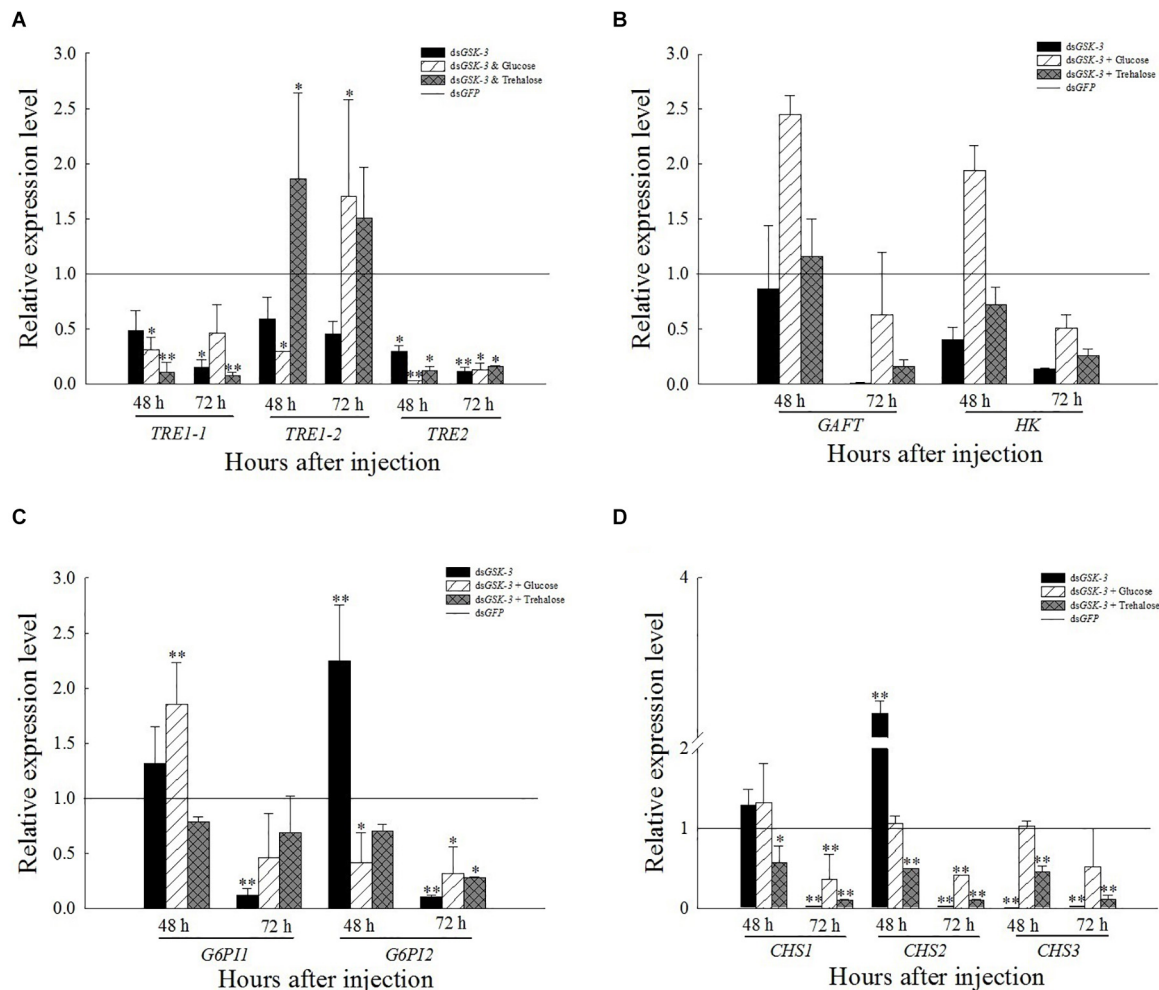 A
3.0
2.5
2.0
1.5
1.0
0.5
0.0
Relative expression level
dsGSK-3
dsGSK-3 & Glucose
dsGSK-3 & Trehalose
dsGFP
* ** * ** * * * * ** * ** * *
48 h 72 h 48 h 72 h 48 h 72 h
TRE1-1 TRE1-2 TRE2
Hours after injection
B
3.0
2.5
2.0
1.5
1.0
0.5
0.0
Relative expression level
dsGSK-3
dsGSK-3 + Glucose
dsGSK-3 + Trehalose
dsGFP
48 h 72 h 48 h 72 h
GAFT HK
Hours after injection
C
3.0
2.5
2.0
1.5
1.0
0.5
0.0
Relative expression level
dsGSK-3
dsGSK-3 + Glucose
dsGSK-3 + Trehalose
dsGFP
** ** ** * ** * *
48 h 72 h 48 h 72 h
G6PI1 G6PI2
Hours after injection
D
4
2
1
0
Relative expression level
dsGSK-3
dsGSK-3 + Glucose
dsGSK-3 + Trehalose
dsGFP
* ** ** ** ** ** ** ** ** ** ** ** **
48 h 72 h 48 h 72 h 48 h 72 h
CHS1 CHS2 CHS3
Hours after injection